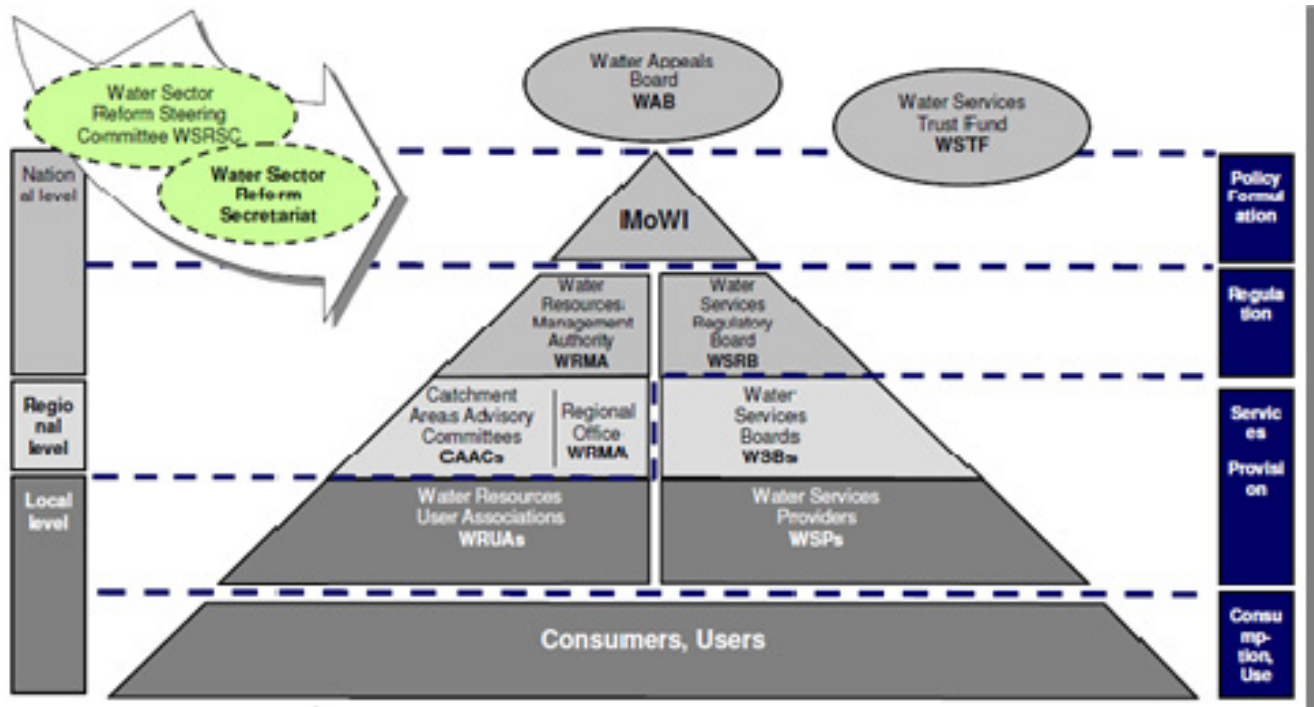 Water Sector
Reform Steering
Committee WSRSC
Water Sector
Reform
Secretariat
Water Appeals
Board
WAB
Water Services
Trust Fund
WSTF
Nation
al level
MoWI
Policy
Formul
ation
Water
Resources
Management
Authority
WRMA
Water
Services
Regulatory
Board
WSRB
Regula
tion
Regio
nal
level
Catchment
Areas Advisory
Committees
CAACs
Regional
Office
WRMA
Water
Services
Boards
WSBs
Servic
es
Provisi
on
Local
level
Water Resources
User Associations
WRUAs
Water Services
Providers
WSPs
Consumers, Users
Consu
mp-
tion,
Use